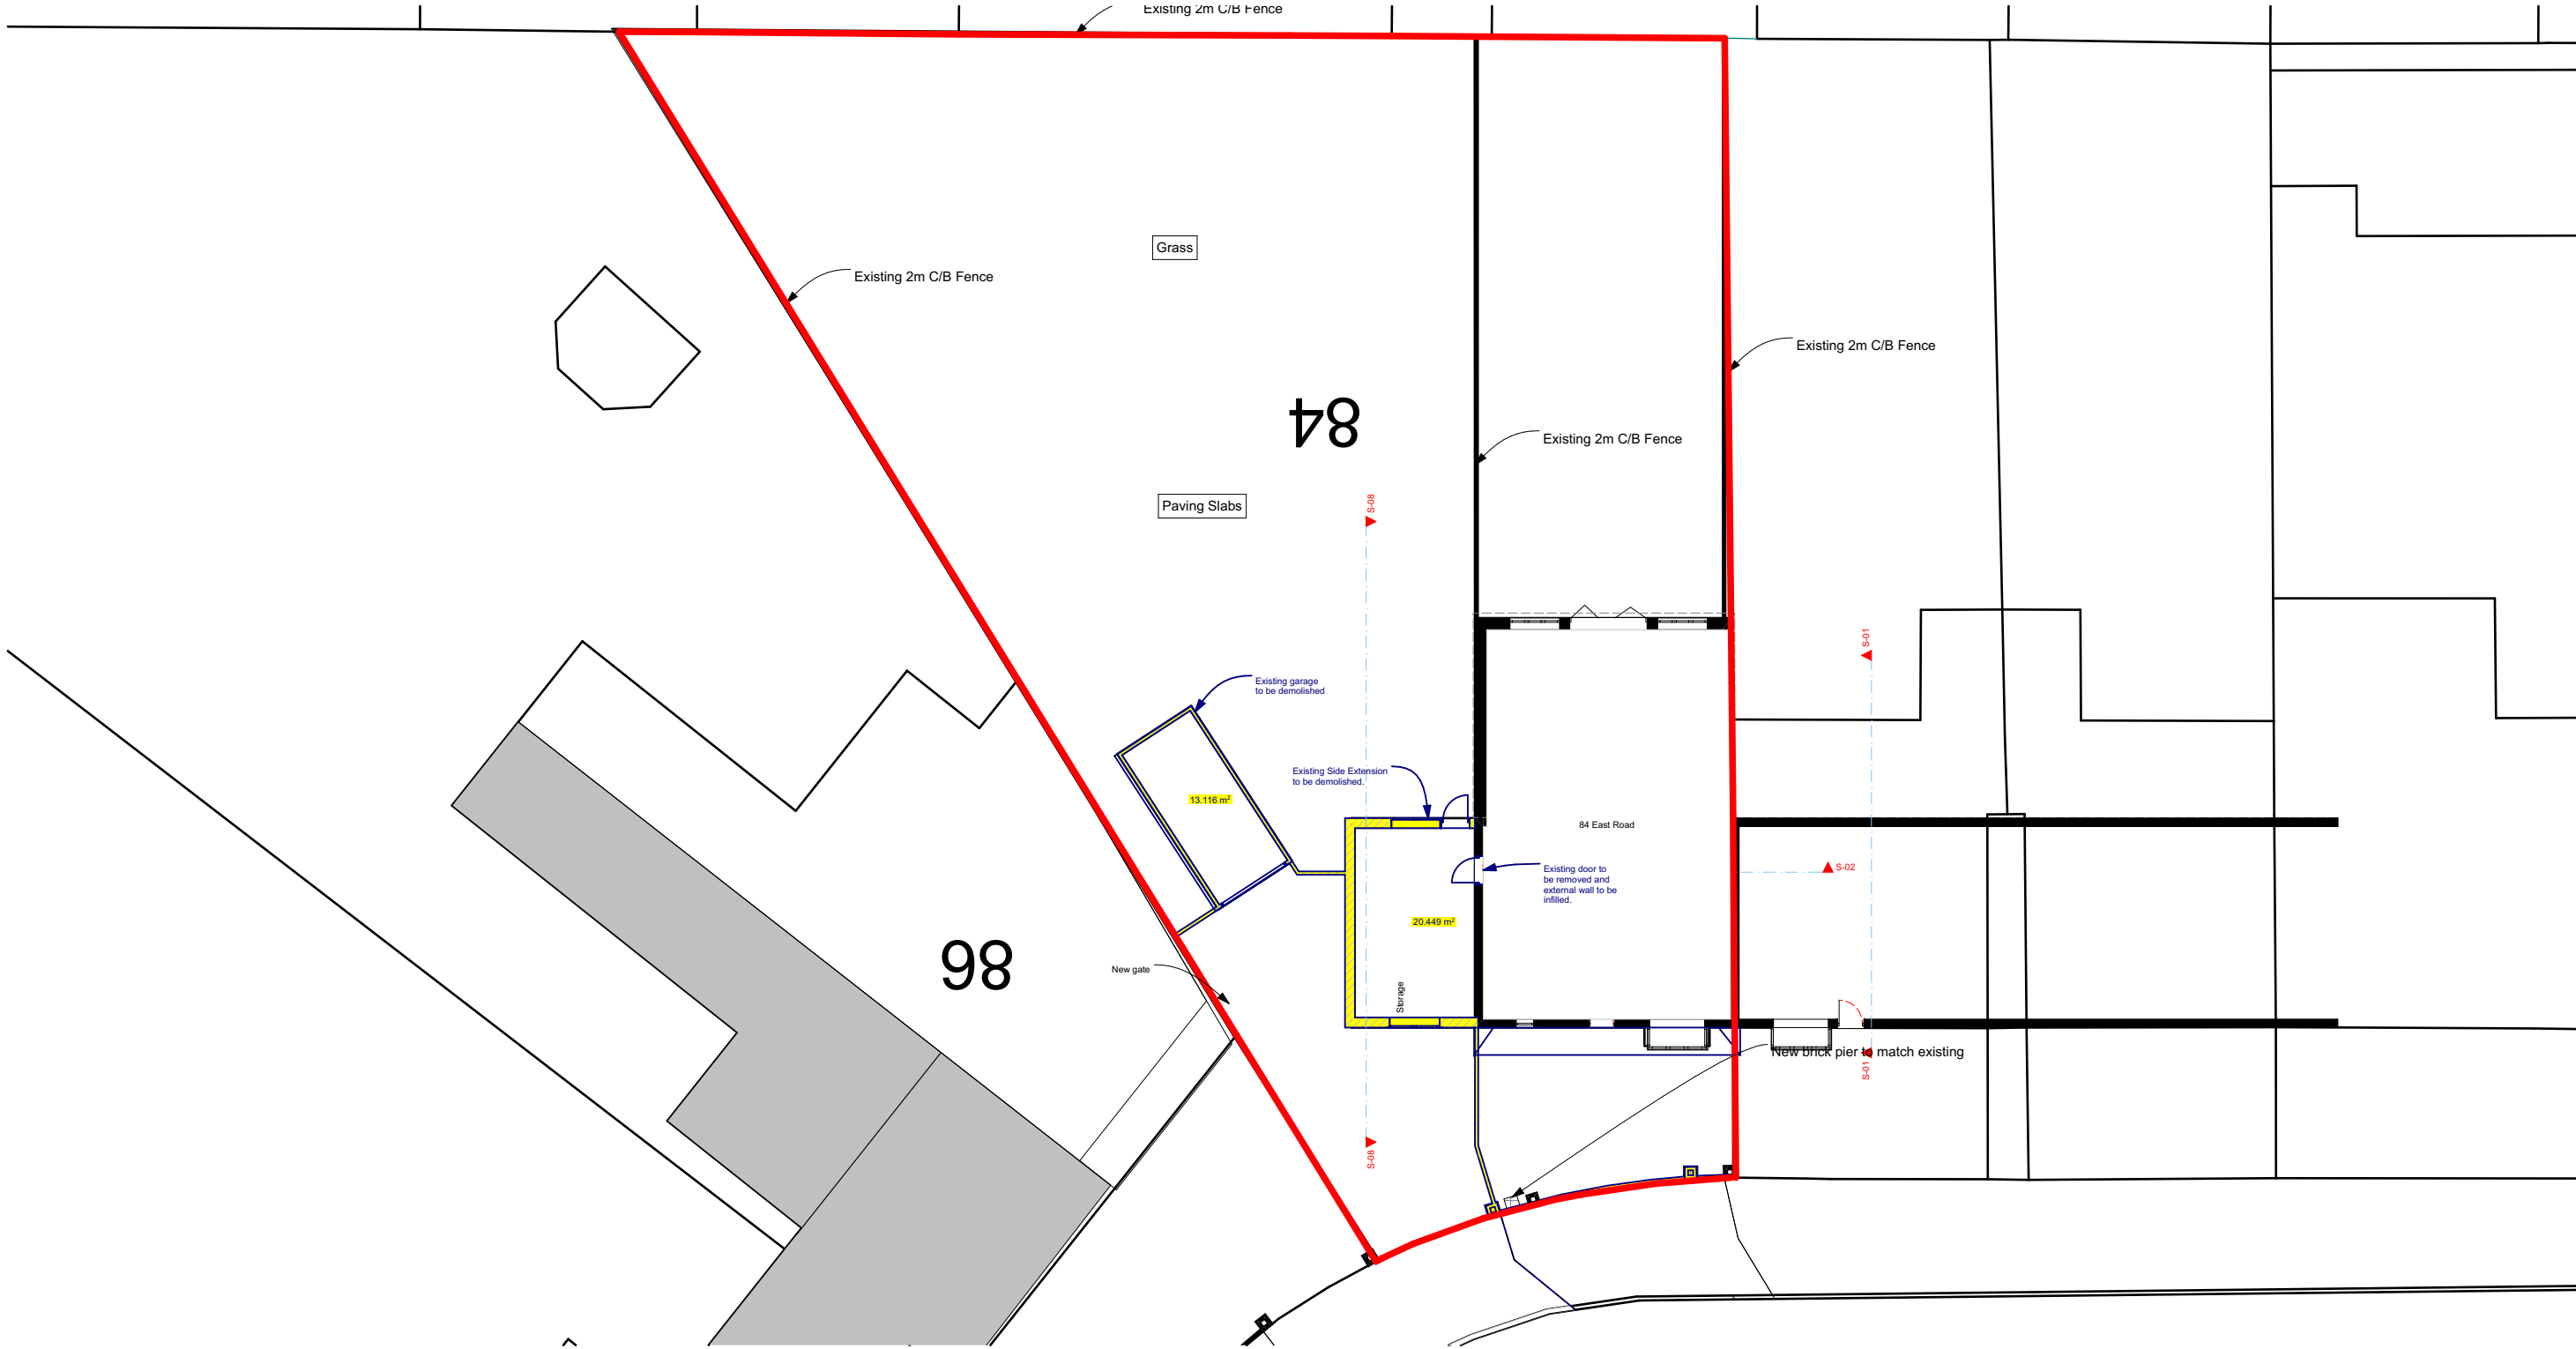 Existing 2m C/B Fence
Grass
Existing 2m C/B Fence
Existing 2m C/B Fence
84
Existing 2m C/B Fence
Paving Slabs
S-08
S-01
Existing garage
to be demolished
Existing Side Extension
to be demolished.
13.116 m²
84 East Road
Existing door to
be removed and
external wall to be
infilled.
S-02
20.449 m²
86
New gate
Storage
New brick pier to match existing
S-01
S-08